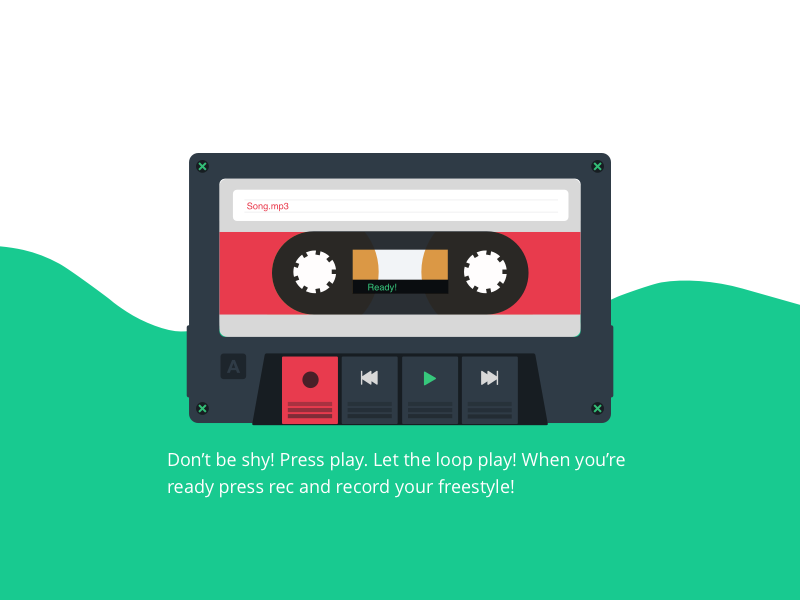 Song.mp3
Ready!
A
Don’t be shy! Press play. Let the loop play! When you’re
ready press rec and record your freestyle!